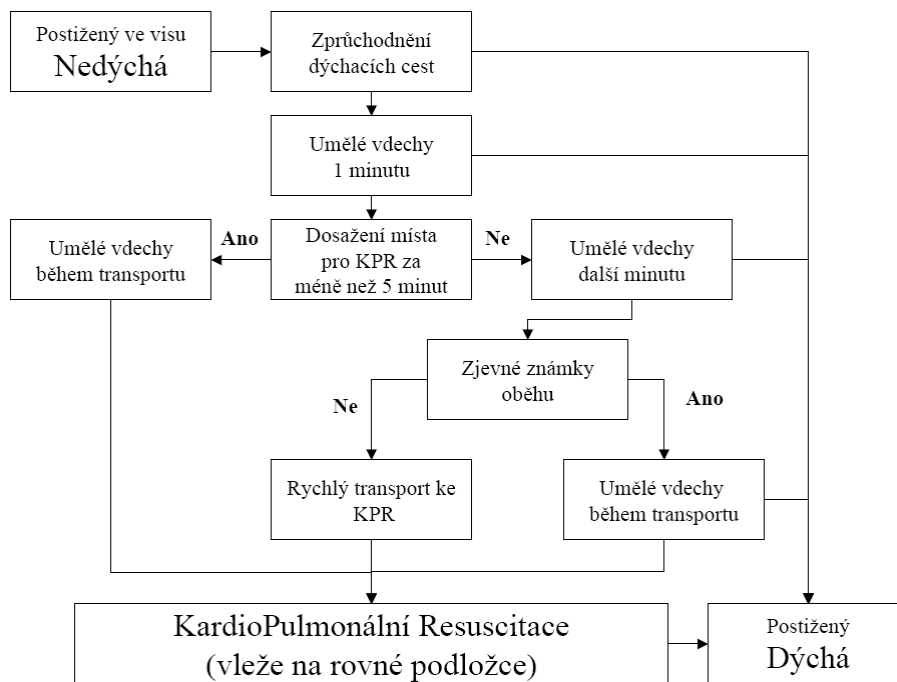 Postižený ve visu
Nedýchá
Zprůchodnění
dýchacích cest
Umělé vdechy
1 minutu
Umělé vdechy
během transportu
Ano
Dosažení místa
pro KPR za
méně než 5 minut
Ne
Umělé vdechy
další minutu
Zjevné známky
oběhu
Ne
Ano
Rychlý transport ke
KPR
Umělé vdechy
během transportu
KardioPulmonální Resuscitace
(vleže na rovné podložce)
Postižený
Dýchá